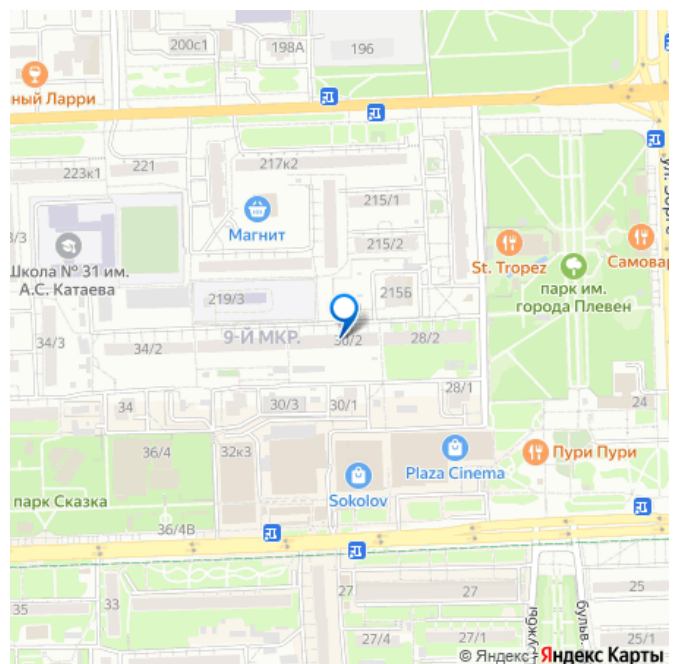 200с1
198А
196
ный Ларри
223к1
221
217к2
215/1
Магнит
215/2
3/3
Школа № 31 им.
А.С. Катаева
St. Tropez
Самовар
парк им.
города Плевен
219/3
215Б
9-Й МКР.
34/3
34/2
30/2
28/2
34
30/3
30/1
28/1
24
36/4
32к3
Plaza Cinema
Пури Пури
парк Сказка
Sokolov
36/4В
33
35
27
27
25
27/4
27/1
25/1
бульв.
© Яндекс
Яндекс Карты